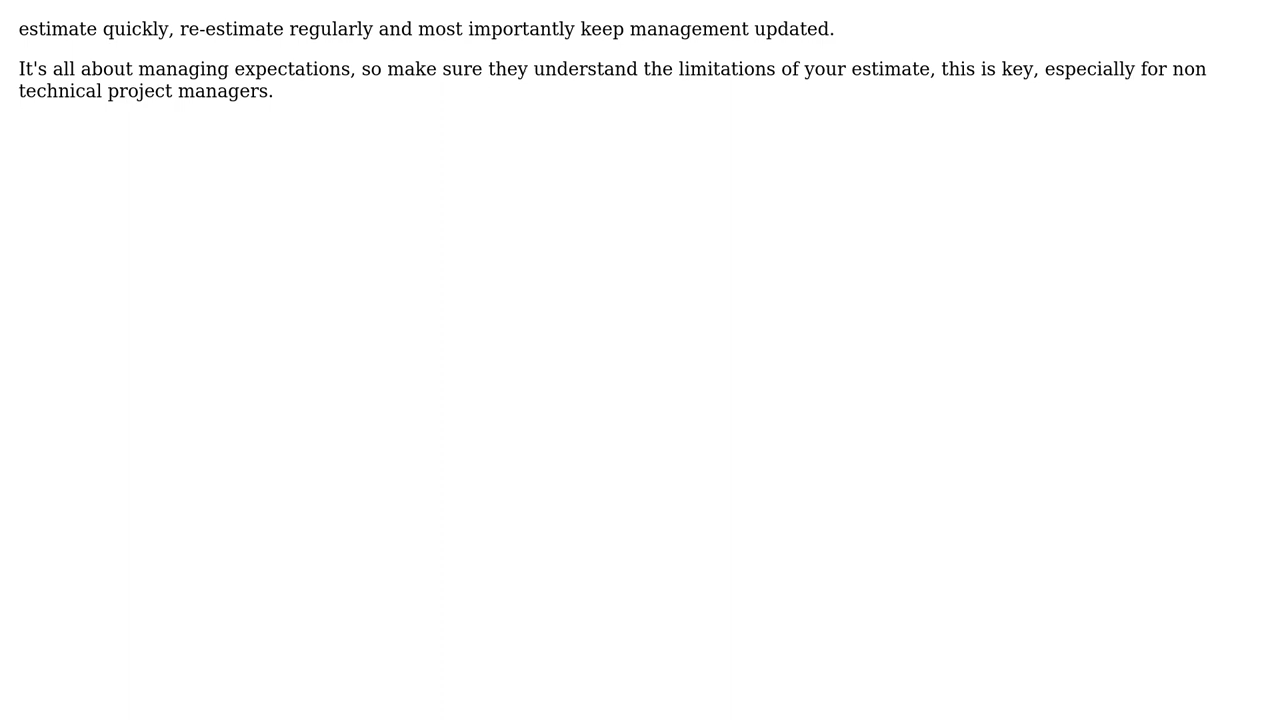 estimate quickly, re-estimate regularly and most importantly keep management updated.
It's all about managing expectations, so make sure they understand the limitations of your estimate, this is key, especially for non
technical project managers.